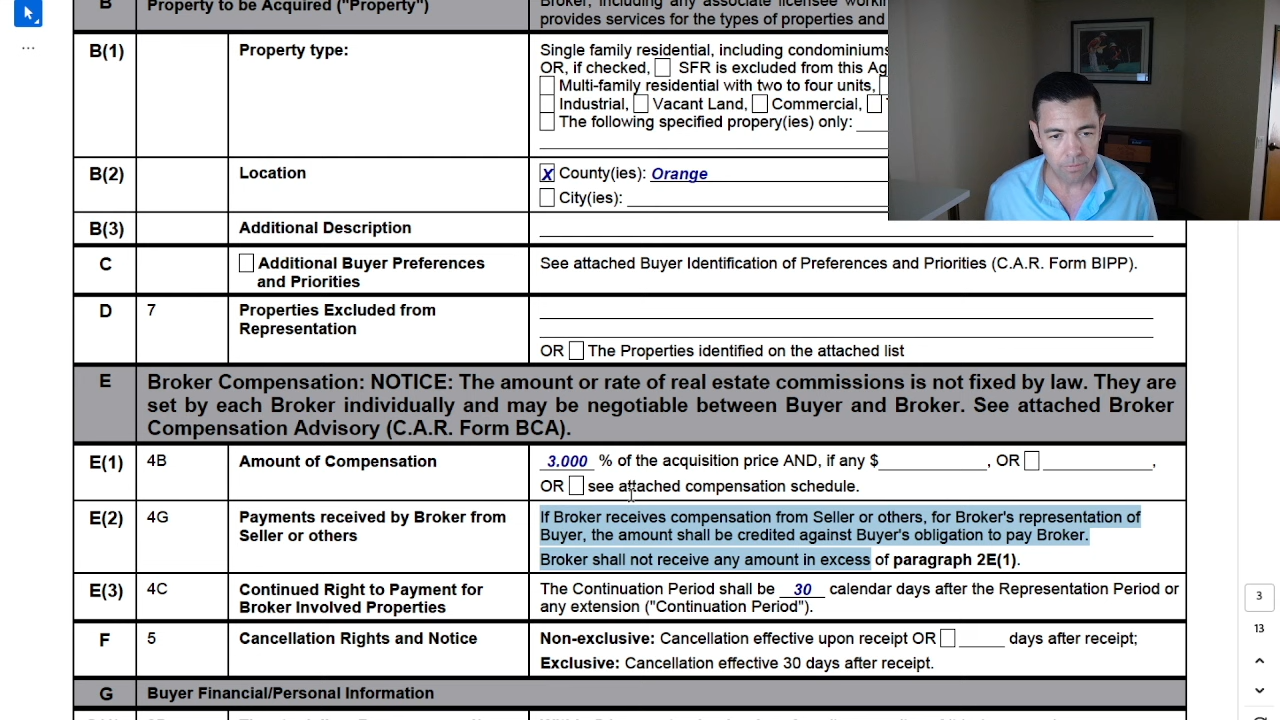 B
Property to be Acquired ("Property")
Broker, including any associate licensee
provides services for the types of properties and
B(1)
Property type:
Single family residential, including condominiums
OR, if checked, SFR is excluded from this
Multi-family residential with two to four units,
Industrial, Vacant Land, Commercial,
The following specified propery(ies) only:
B(2)
Location
X County(ies): Orange
City(ies):
B(3)
Additional Description
C
Additional Buyer Preferences
and Priorities
See attached Buyer Identification of Preferences and Priorities (C.A.R. Form BIPP).
D
7
Properties Excluded from
Representation
OR The Properties identified on the attached list
E
Broker Compensation: NOTICE: The amount or rate of real estate commissions is not fixed by law. They are
set by each Broker individually and may be negotiable between Buyer and Broker. See attached Broker
Compensation Advisory (C.A.R. Form BCA).
E(1)
4B
Amount of Compensation
3.000 % of the acquisition price AND, if any $, OR ,
OR see attached compensation schedule.
E(2)
4G
Payments received by Broker from
Seller or others
If Broker receives compensation from Seller or others, for Broker's representation of
Buyer, the amount shall be credited against Buyer's obligation to pay Broker.
Broker shall not receive any amount in excess of paragraph 2E(1).
E(3)
4C
Continued Right to Payment for
Broker Involved Properties
The Continuation Period shall be 30 calendar days after the Representation Period or
any extension ("Continuation Period").
F
5
Cancellation Rights and Notice
Non-exclusive: Cancellation effective upon receipt OR days after receipt;
Exclusive: Cancellation effective 30 days after receipt.
G
Buyer Financial/Personal Information
3
13